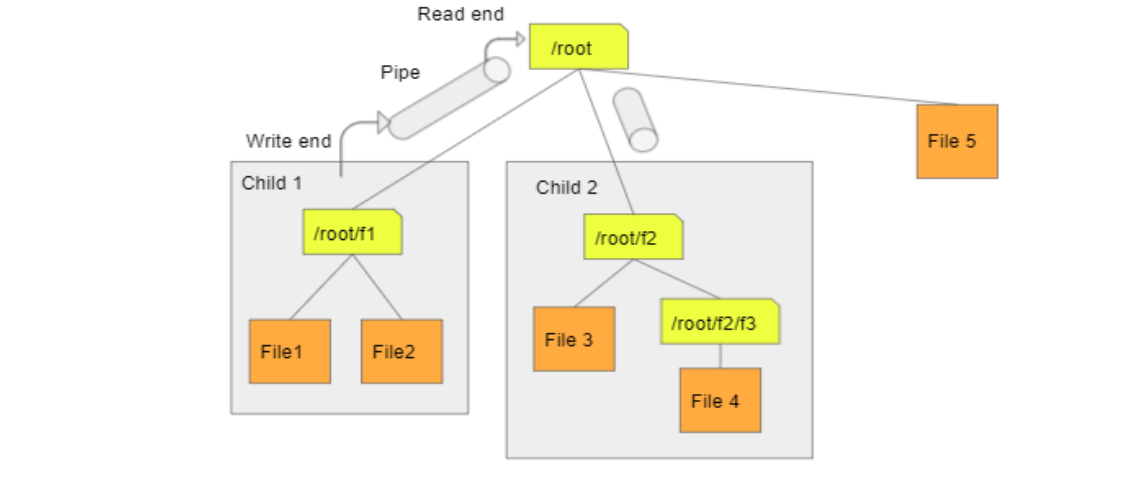 Read end
/root
Pipe
Write end
File 5
Child 1
Child 2
/root/f1
/root/f2
File1
File2
File 3
/root/f2/f3
File 4